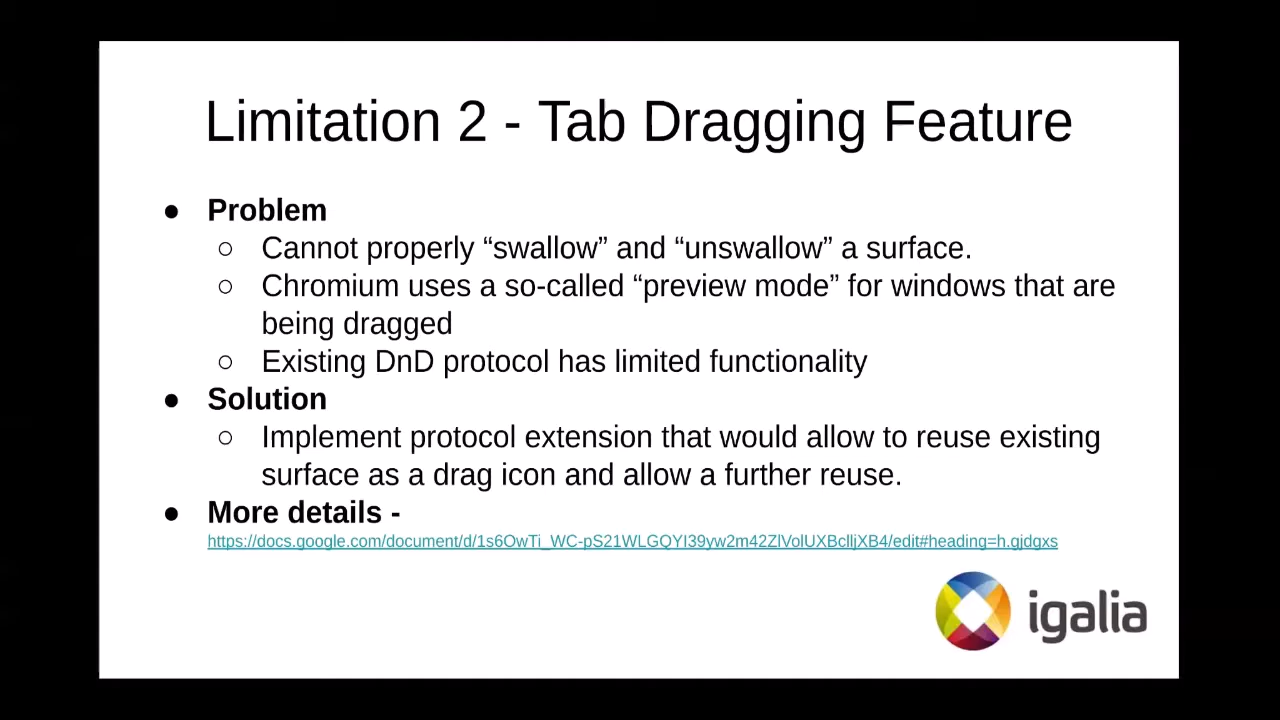 Limitation 2 - Tab Dragging Feature
● Problem
○ Cannot properly “swallow” and “unswallow” a surface.
○ Chromium uses a so-called “preview mode” for windows that are
being dragged
○ Existing DnD protocol has limited functionality
● Solution
○ Implement protocol extension that would allow to reuse existing
surface as a drag icon and allow a further reuse.
● More details -
https://docs.google.com/document/d/1s6OwTi_WC-pS21WLGQYI39yw2m42ZlVolUXBclljXB4/edit#heading=h.gjdgxs
igalia